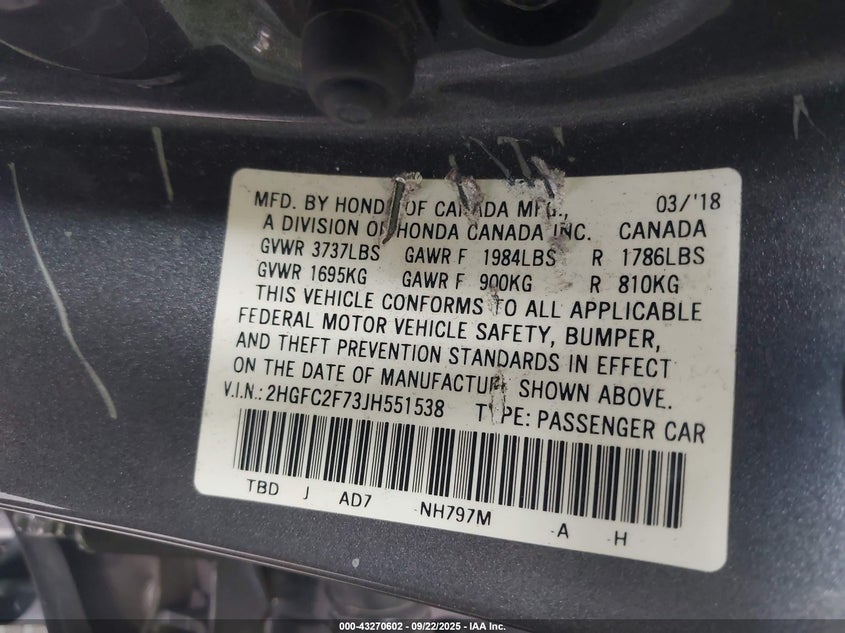 MFD. BY HONDA OF CANADA MFG., 03/'18
A DIVISION OF HONDA CANADA INC. CANADA
GVWR 3737LBS GAWR F 1984LBS R 1786LBS
GVWR 1695KG GAWR F 900KG R 810KG
THIS VEHICLE CONFORMS TO ALL APPLICABLE
FEDERAL MOTOR VEHICLE SAFETY, BUMPER,
AND THEFT PREVENTION STANDARDS IN EFFECT
ON THE DATE OF MANUFACTURE SHOWN ABOVE.
V.I.N.: 2HGFC2F73JH551538 TYPE: PASSENGER CAR
TBD J AD7 NH797M A H
000-43270602 - 09/22/2025 - IAA Inc.